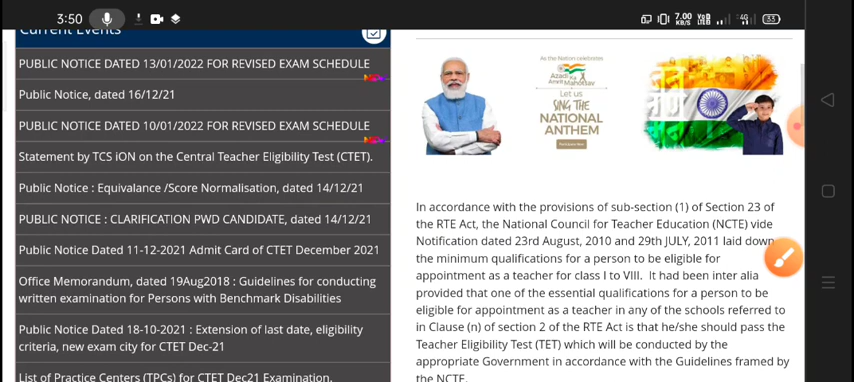 3:50
7.00
KB/S
4G
33
Current Events
PUBLIC NOTICE DATED 13/01/2022 FOR REVISED EXAM SCHEDULE
Public Notice, dated 16/12/21
PUBLIC NOTICE DATED 10/01/2022 FOR REVISED EXAM SCHEDULE
Statement by TCS iON on the Central Teacher Eligibility Test (CTET).
Public Notice : Equivalance /Score Normalisation, dated 14/12/21
PUBLIC NOTICE : CLARIFICATION PWD CANDIDATE, dated 14/12/21
Public Notice Dated 11-12-2021 Admit Card of CTET December 2021
Office Memorandum, dated 19Aug2018 : Guidelines for conducting
written examination for Persons with Benchmark Disabilities
Public Notice Dated 18-10-2021 : Extension of last date, eligibility
criteria, new exam city for CTET Dec-21
List of Practice Centers (TPCs) for CTET Dec21 Examination.
As the Nation celebrates
Azadi
Amrit Mahotsav
Let us
SING THE
NATIONAL
ANTHEM
In accordance with the provisions of sub-section (1) of Section 23 of
the RTE Act, the National Council for Teacher Education (NCTE) vide
Notification dated 23rd August, 2010 and 29th JULY, 2011 laid down
the minimum qualifications for a person to be eligible for
appointment as a teacher for class I to VIII. It had been inter alia
provided that one of the essential qualifications for a person to be
eligible for appointment as a teacher in any of the schools referred to
in Clause (n) of section 2 of the RTE Act is that he/she should pass the
Teacher Eligibility Test (TET) which will be conducted by the
appropriate Government in accordance with the Guidelines framed by
the NCTE.